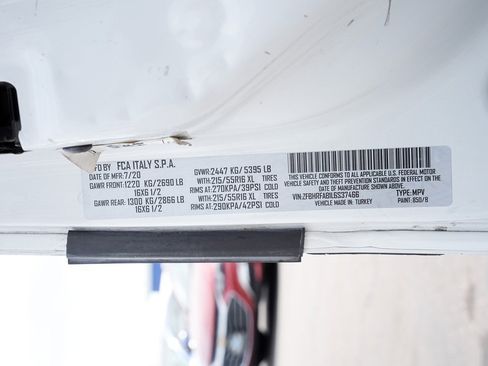 MFD BY FCA ITALY S.P.A.
DATE OF MFR: 7/20 GVWR: 2447 KG/ 5395 LB
GAWR FRONT: 1220 KG/2690 LB WITH: 215/55R16 XL TIRES
16X6 1/2 RIMS AT: 270KPA/39PSI COLD
GAWR REAR: 1300 KG/2866 LB WITH: 215/55R16 XL TIRES
16X6 1/2 RIMS AT: 290KPA/42PSI COLD
THIS VEHICLE CONFORMS TO ALL APPLICABLE U.S. FEDERAL MOTOR
VEHICLE SAFETY AND THEFT PREVENTION STANDARDS IN EFFECT ON THE
DATE OF MANUFACTURE SHOWN ABOVE.
VIN: ZFBHRFAB1L6S37466 TYPE: MPV
VEHICLE MADE IN: TURKEY PAINT: 850/B